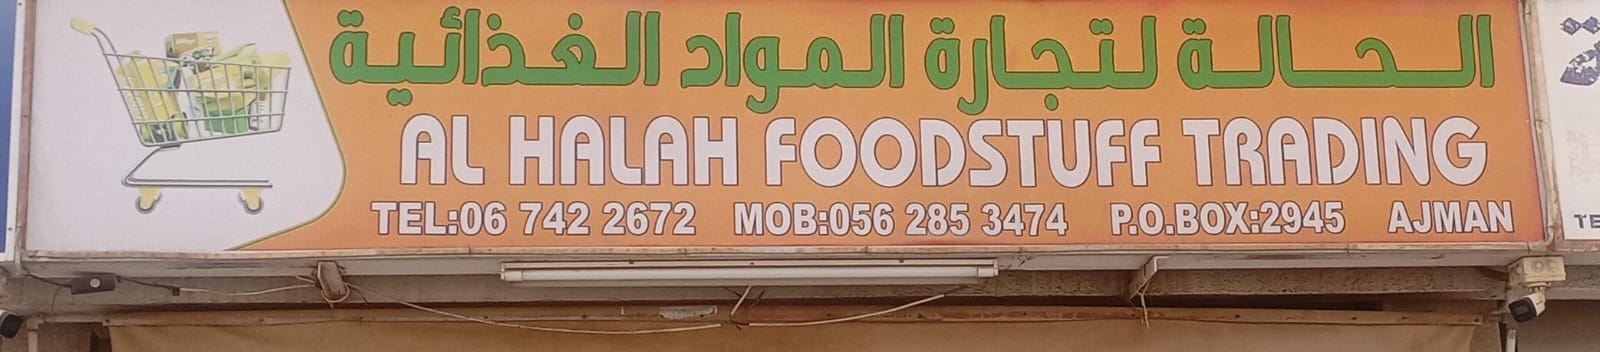 الحالة لتجارة المواد الغذائية
AL HALAH FOODSTUFF TRADING
TEL:06 742 2672 MOB:056 285 3474 P.O.BOX:2945 AJMAN